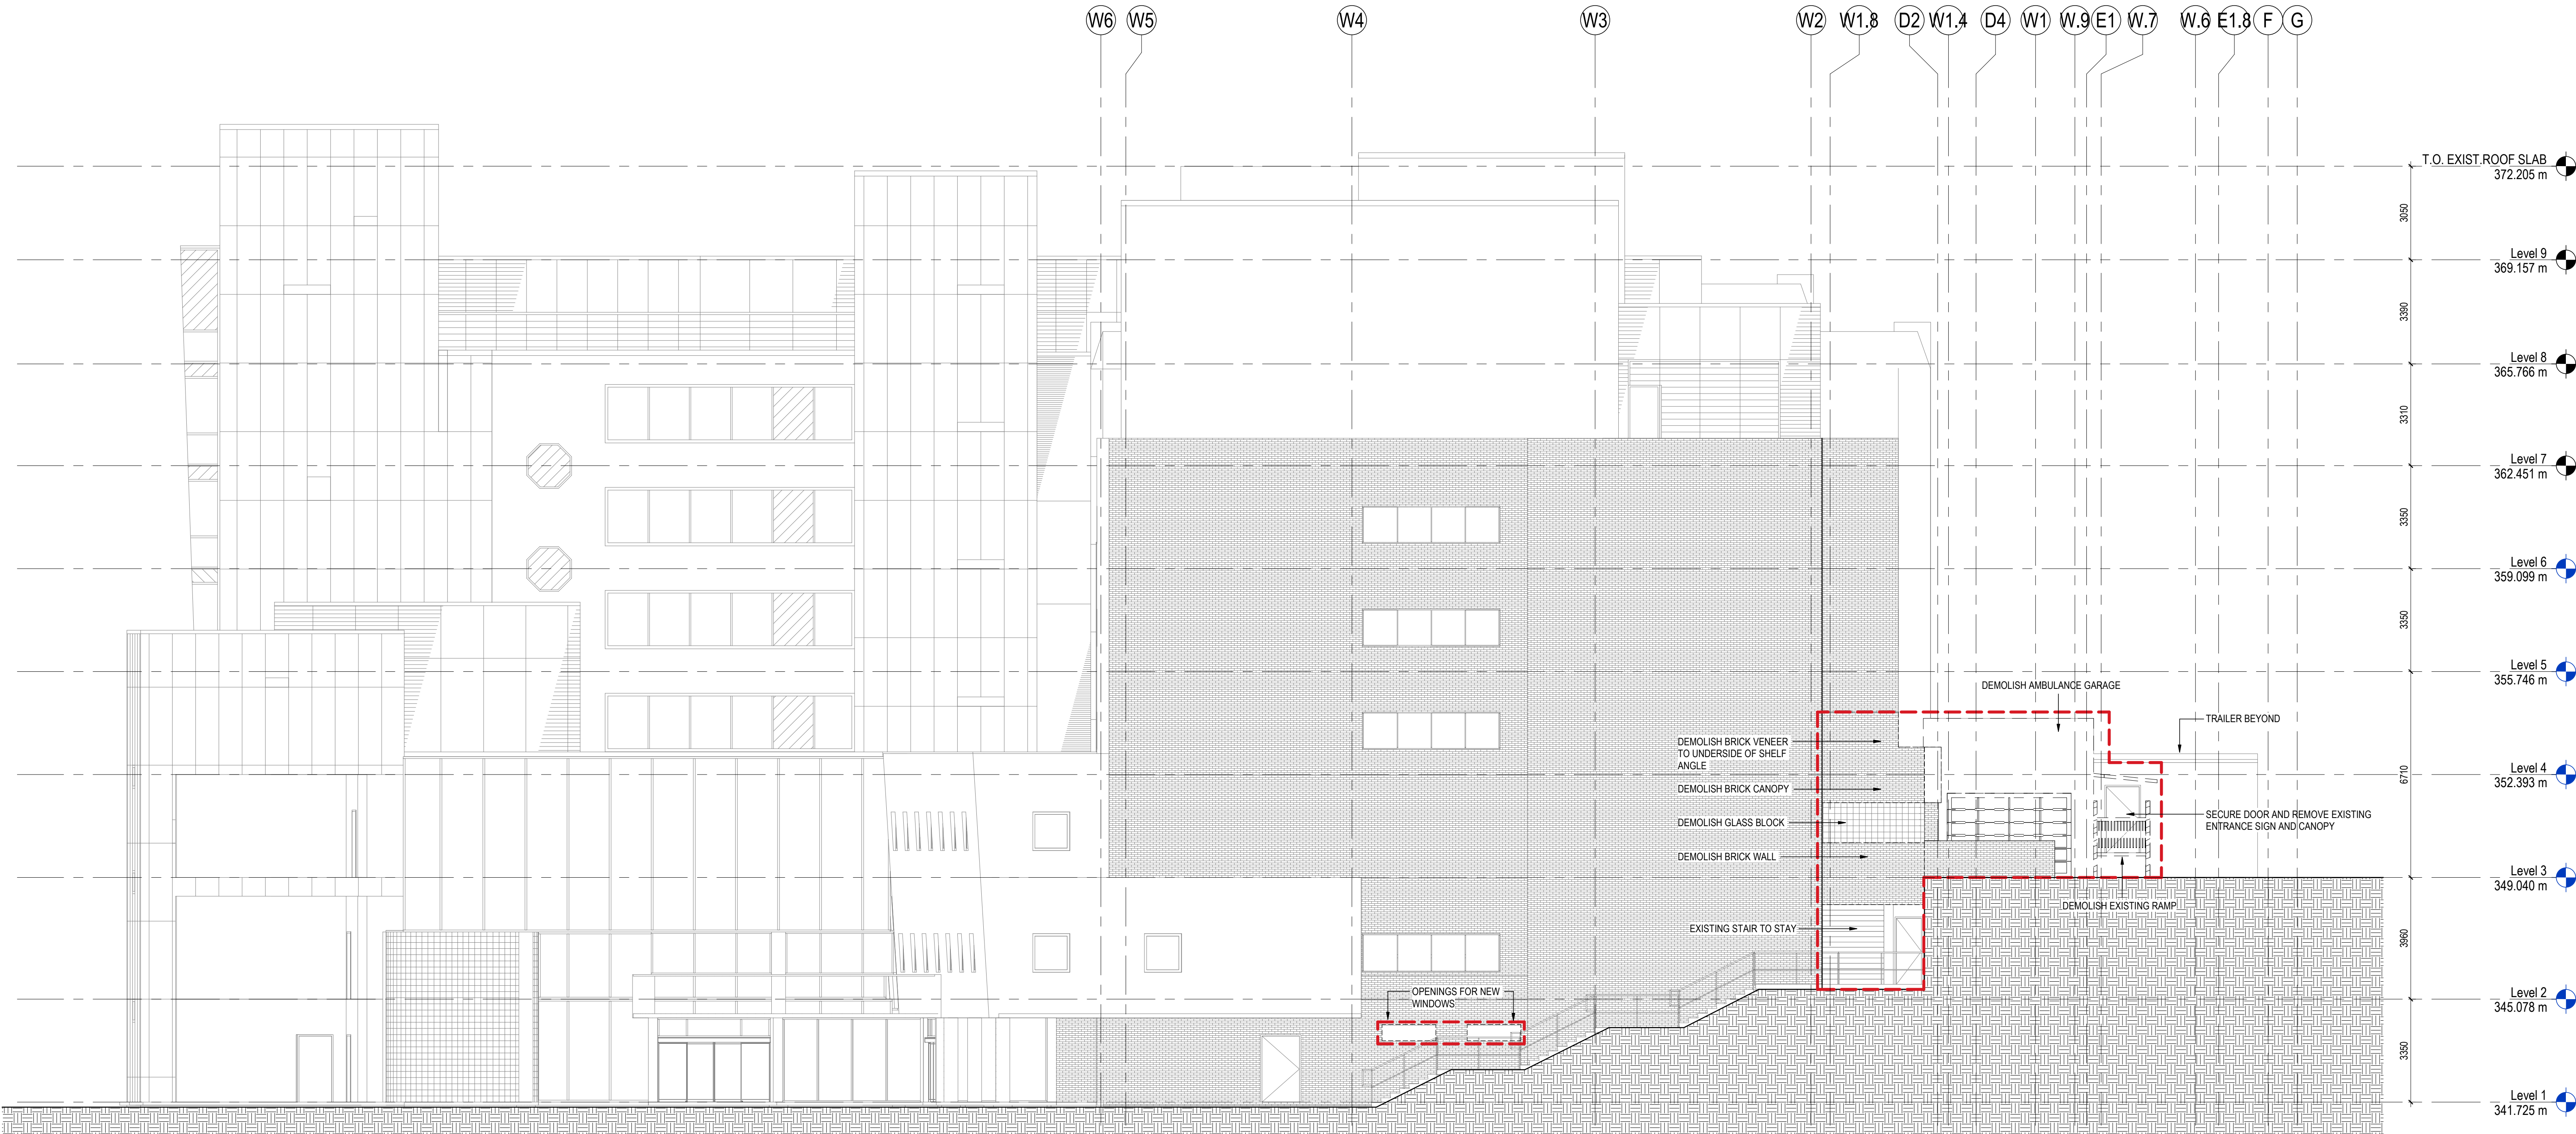 W6 W5 W4 W3 W2 W1.8 D2 W1.4 D4 W1 W.9 E1 W.7 W.6 E1.8 F G
T.O. EXIST.ROOF SLAB
372.205 m
3050
Level 9
369.157 m
3390
Level 8
365.766 m
3310
Level 7
362.451 m
3350
Level 6
359.099 m
3350
Level 5
355.746 m
DEMOLISH AMBULANCE GARAGE
TRAILER BEYOND
DEMOLISH BRICK VENEER
TO UNDERSIDE OF SHELF
ANGLE
6710
Level 4
352.393 m
DEMOLISH BRICK CANOPY
DEMOLISH GLASS BLOCK
SECURE DOOR AND REMOVE EXISTING
ENTRANCE SIGN AND CANOPY
DEMOLISH BRICK WALL
Level 3
349.040 m
DEMOLISH EXISTING RAMP
EXISTING STAIR TO STAY
3960
OPENINGS FOR NEW
WINDOWS
Level 2
345.078 m
3350
Level 1
341.725 m